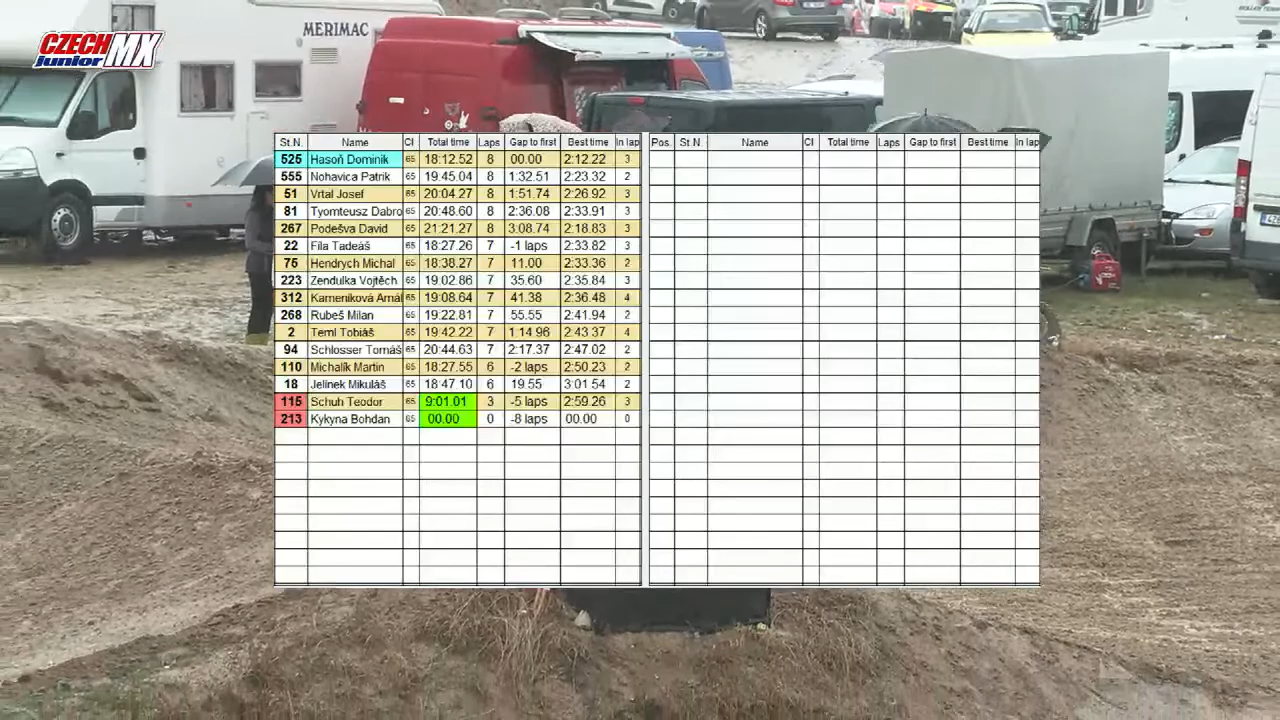 CZECH MX
junior
MERIMAC
St.N. Name Cl Total time Laps Gap to first Best time In lap
525 Hasoň Dominik 65 18:12.52 8 00.00 2:12.22 3
555 Nohavica Patrik 65 19:45.04 8 1:32.51 2:23.32 2
51 Vrtal Josef 65 20:04.27 8 1:51.74 2:26.92 3
81 Tyomteusz Dabro 65 20:48.60 8 2:36.08 2:33.91 3
267 Podešva David 65 21:21.27 8 3:08.74 2:18.83 3
22 Fila Tadeáš 65 18:27.26 7 -1 laps 2:33.82 3
75 Hendrych Michal 65 18:38.27 7 11.00 2:33.36 2
223 Zendulka Vojtěch 65 19:02.86 7 35.60 2:35.84 3
312 Kameníková Amál 65 19:08.64 7 41.38 2:36.48 4
268 Rubeš Milan 65 19:22.81 7 55.55 2:41.94 2
2 Teml Tobiáš 65 19:42.22 7 1:14.96 2:43.37 4
94 Schlosser Tomáš 65 20:44.63 7 2:17.37 2:47.02 2
110 Michalík Martin 65 18:27.55 6 -2 laps 2:50.23 2
18 Jelínek Mikuláš 65 18:47.10 6 19.55 3:01.54 2
115 Schuh Teodor 65 9:01.01 3 -5 laps 2:59.26 3
213 Kykyna Bohdan 65 00.00 0 -8 laps 00.00 0
Pos. St.N. Name Cl Total time Laps Gap to first Best time In lap